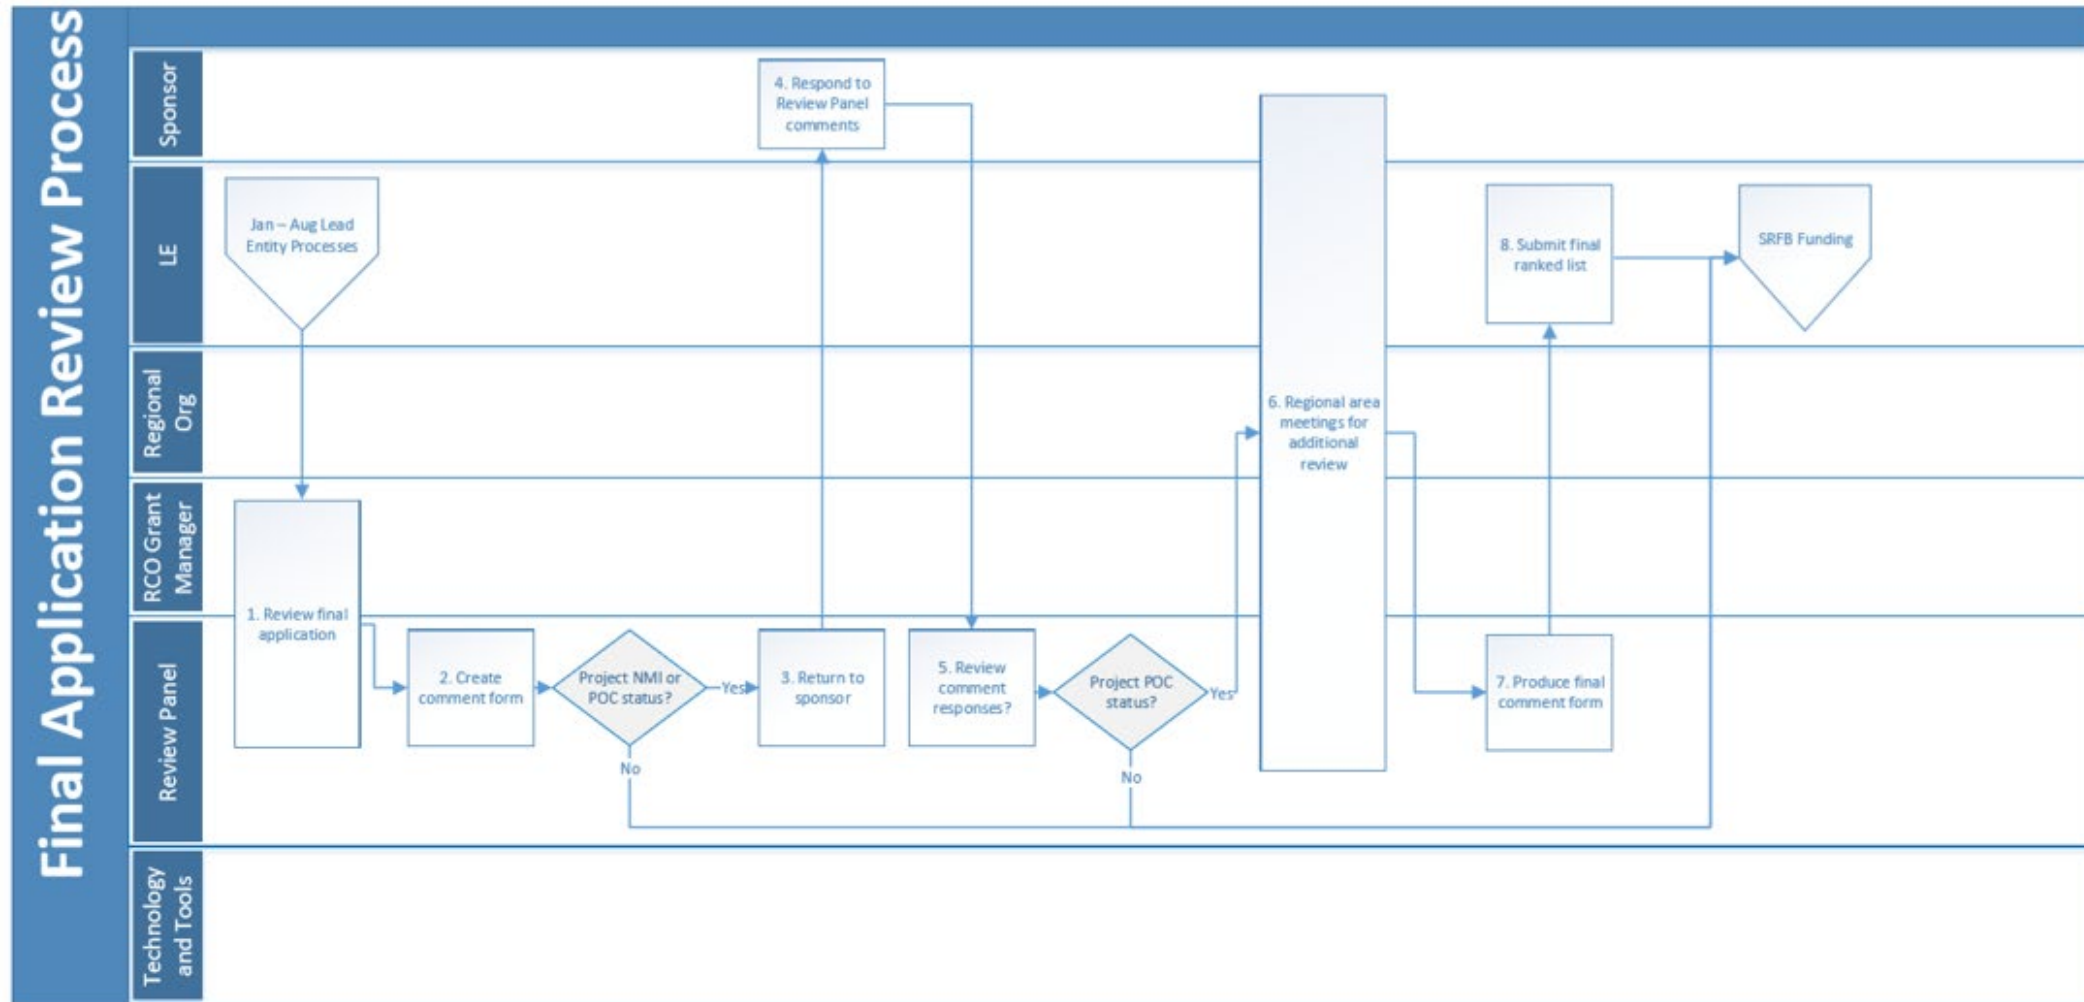 Final Application Review Process
Sponsor
4. Respond to
Review Panel
comments
LE
Jan – Aug Lead
Entity Processes
8. Submit final
ranked list
SRFB Funding
Regional
Org
6. Regional area
meetings for
additional
review
RCO Grant
Manager
1. Review final
application
Review Panel
2. Create
comment form
Project NMI or
POC status?
Yes
No
3. Return to
sponsor
5. Review
comment
responses?
Project POC
status?
Yes
No
7. Produce final
comment form
Technology
and Tools